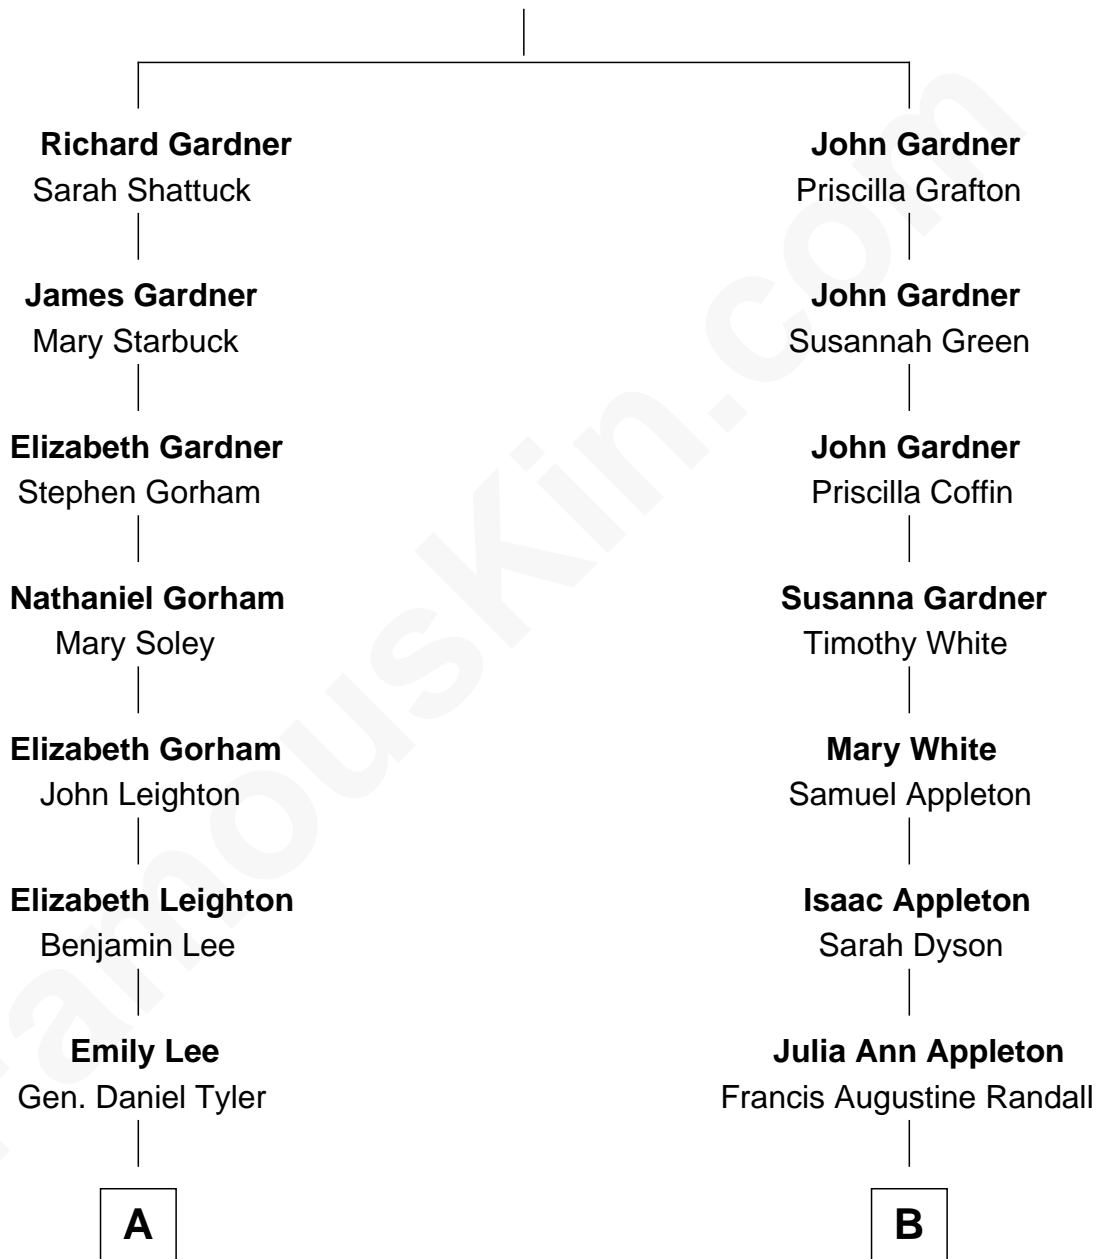 Richard Gardner
Sarah Shattuck
James Gardner
Mary Starbuck
Elizabeth Gardner
Stephen Gorham
Nathaniel Gorham
Mary Soley
Elizabeth Gorham
John Leighton
Elizabeth Leighton
Benjamin Lee
Emily Lee
Gen. Daniel Tyler
A
John Gardner
Priscilla Grafton
John Gardner
Susannah Green
John Gardner
Priscilla Coffin
Susanna Gardner
Timothy White
Mary White
Samuel Appleton
Isaac Appleton
Sarah Dyson
Julia Ann Appleton
Francis Augustine Randall
B
FamousKin.com